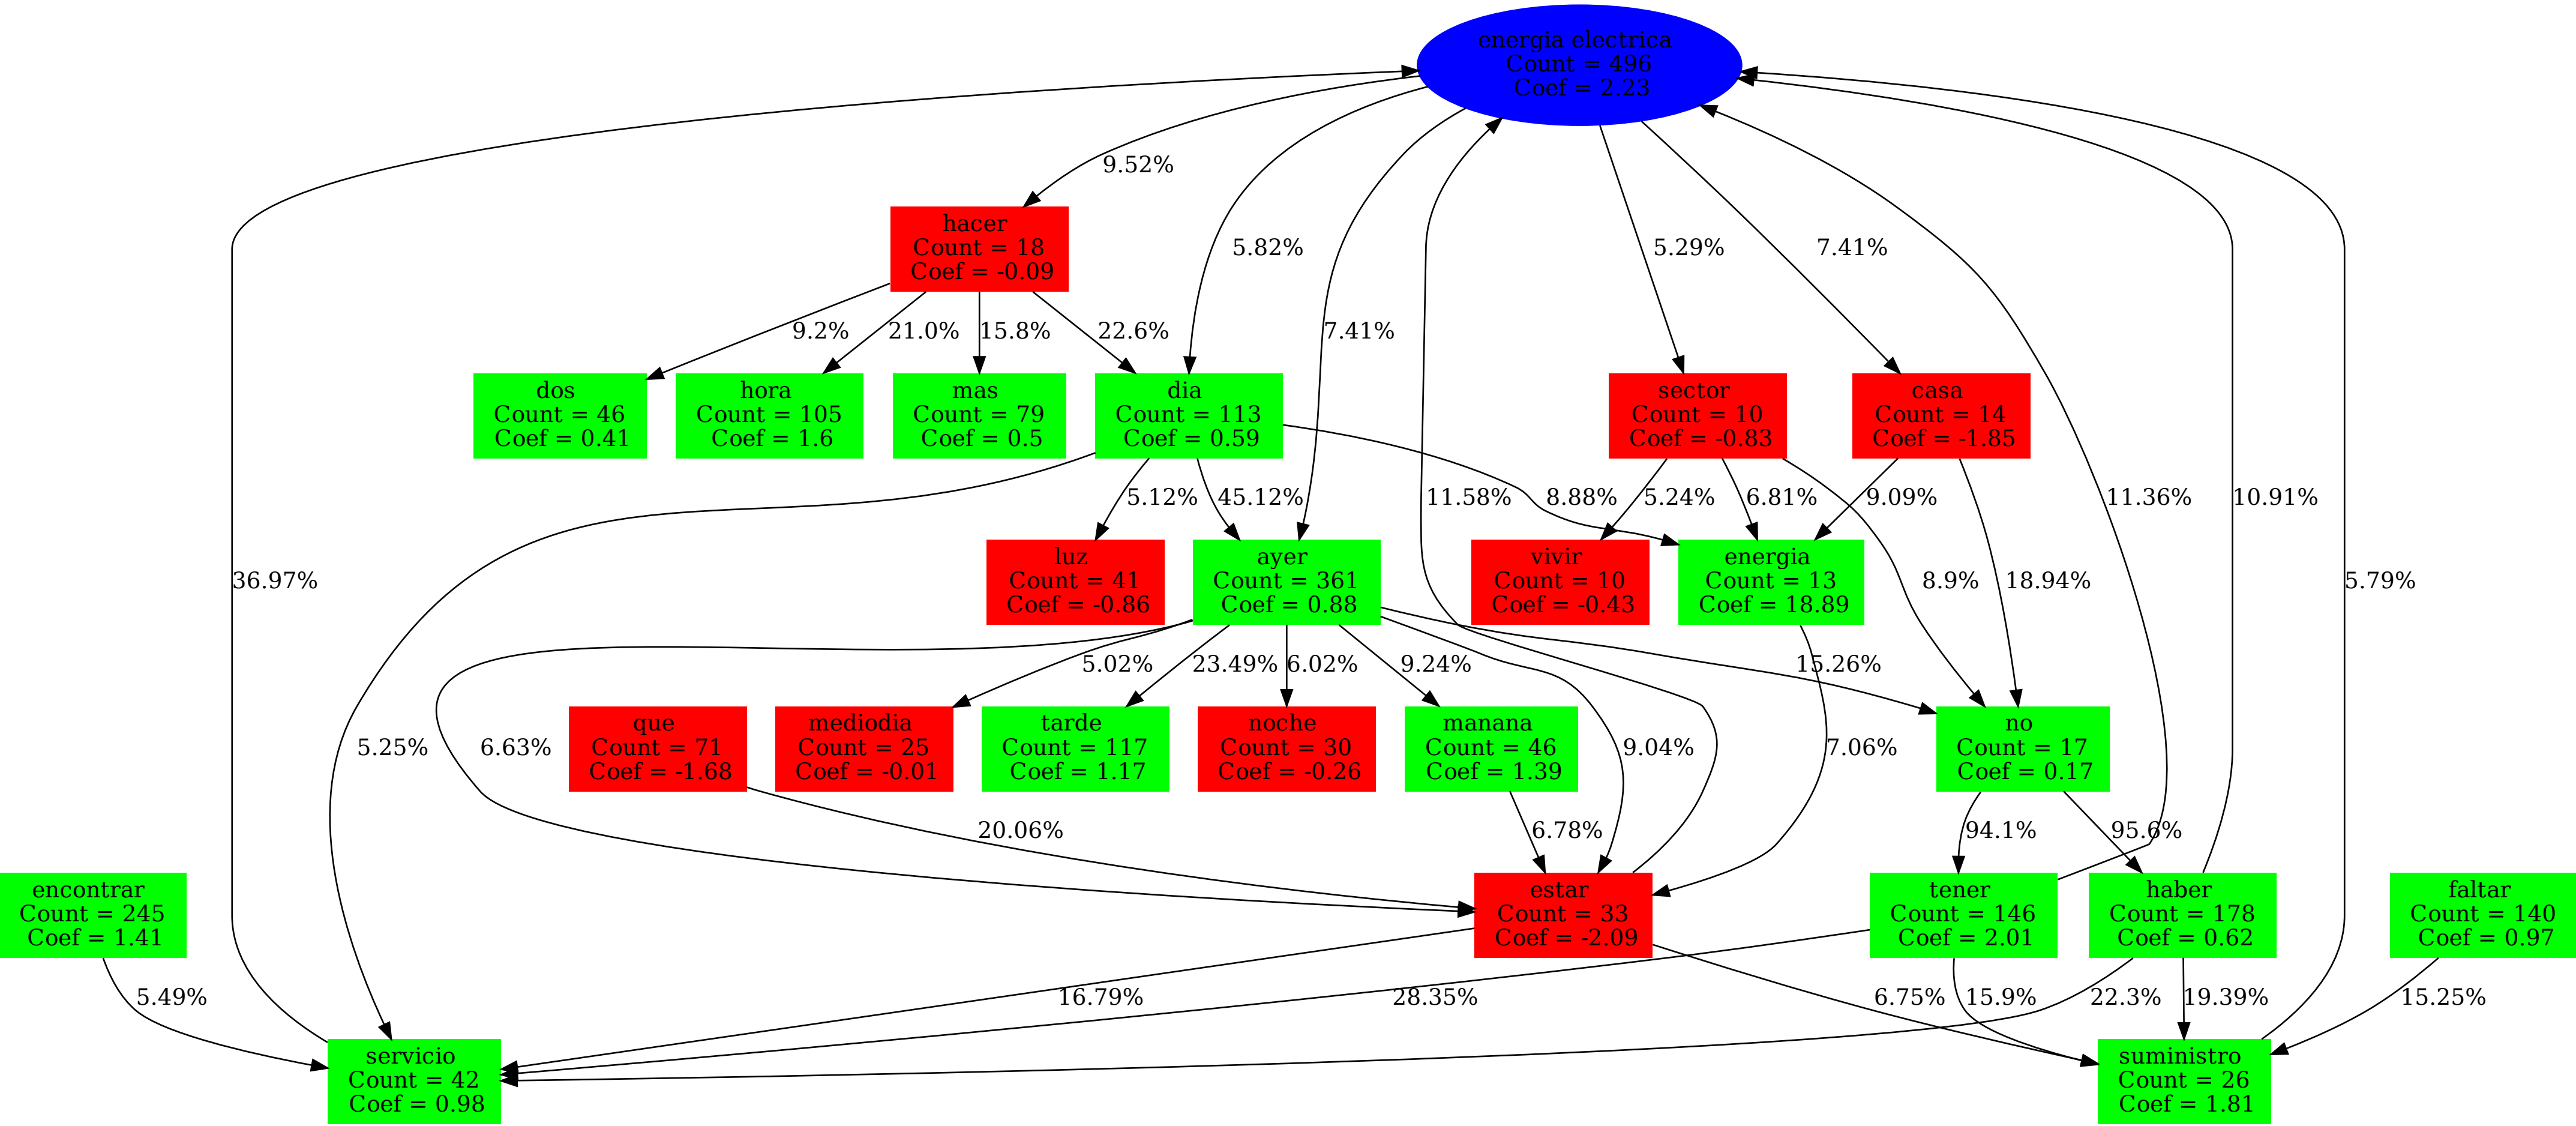 energia electrica
Count = 496
Coef = 2.23
9.52%
hacer
Count = 18
Coef = -0.09
5.82%
5.29%
7.41%
9.2%
21.0%
15.8%
22.6%
7.41%
dos
Count = 46
Coef = 0.41
hora
Count = 105
Coef = 1.6
mas
Count = 79
Coef = 0.5
dia
Count = 113
Coef = 0.59
sector
Count = 10
Coef = -0.83
casa
Count = 14
Coef = -1.85
5.12%
45.12%
11.58%
8.88%
5.24%
6.81%
9.09%
11.36%
10.91%
36.97%
luz
Count = 41
Coef = -0.86
ayer
Count = 361
Coef = 0.88
vivir
Count = 10
Coef = -0.43
energia
Count = 13
Coef = 18.89
8.9%
18.94%
5.79%
5.02%
23.49%
6.02%
9.24%
15.26%
5.25%
6.63%
que
Count = 71
Coef = -1.68
mediodia
Count = 25
Coef = -0.01
tarde
Count = 117
Coef = 1.17
noche
Count = 30
Coef = -0.26
manana
Count = 46
Coef = 1.39
9.04%
7.06%
no
Count = 17
Coef = 0.17
20.06%
6.78%
94.1%
95.6%
encontrar
Count = 245
Coef = 1.41
estar
Count = 33
Coef = -2.09
tener
Count = 146
Coef = 2.01
haber
Count = 178
Coef = 0.62
faltar
Count = 140
Coef = 0.97
5.49%
16.79%
28.35%
6.75%
15.9%
22.3%
19.39%
15.25%
servicio
Count = 42
Coef = 0.98
suministro
Count = 26
Coef = 1.81